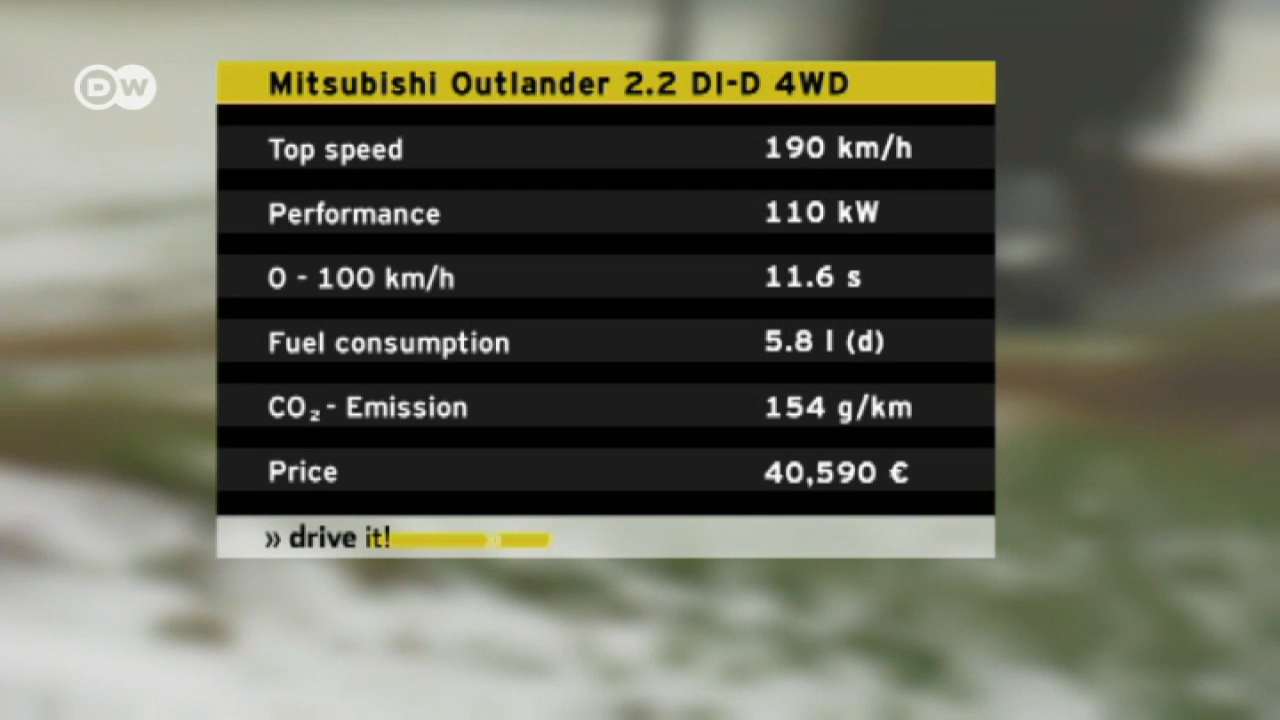 DW
Mitsubishi Outlander 2.2 DI-D 4WD
Top speed 190 km/h
Performance 110 kW
0 - 100 km/h 11.6 s
Fuel consumption 5.8 l (d)
CO₂ - Emission 154 g/km
Price 40,590 €
» drive it!